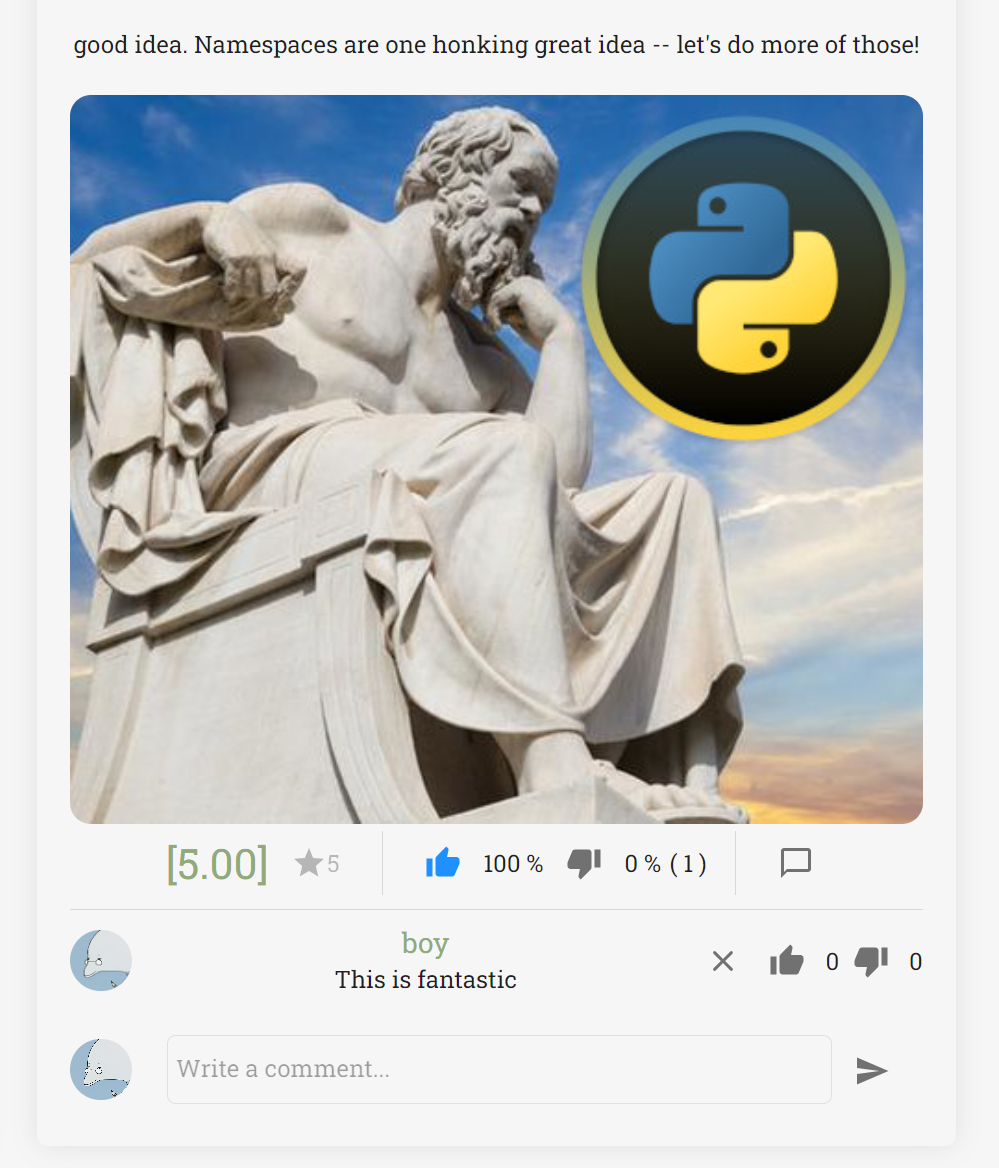 good idea. Namespaces are one honking great idea -- let's do more of those!
[5.00] 5 100 % 0 % ( 1 )
boy
This is fantastic
0 0
Write a comment...